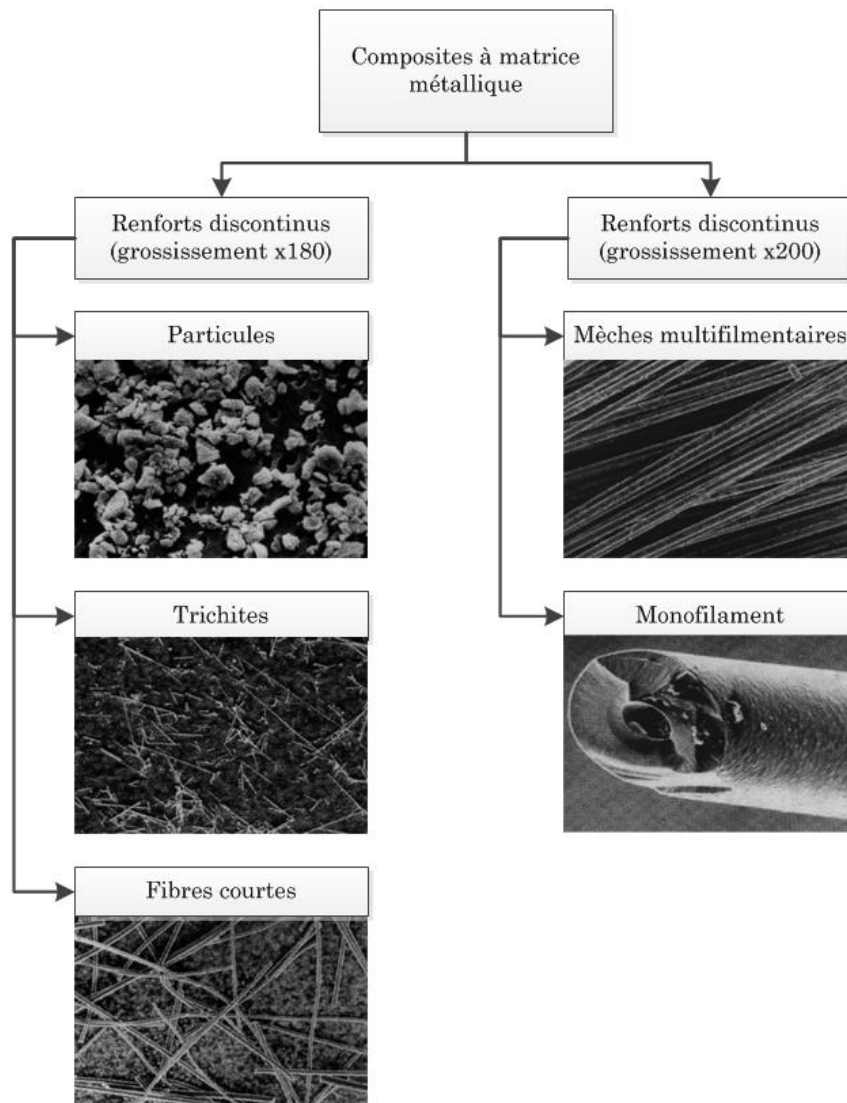 Composites à matrice
métallique
Renforts discontinus
(grossissement x180)
Particules
Trichites
Fibres courtes
Renforts discontinus
(grossissement x200)
Mèches multifilmentaires
Monofilament